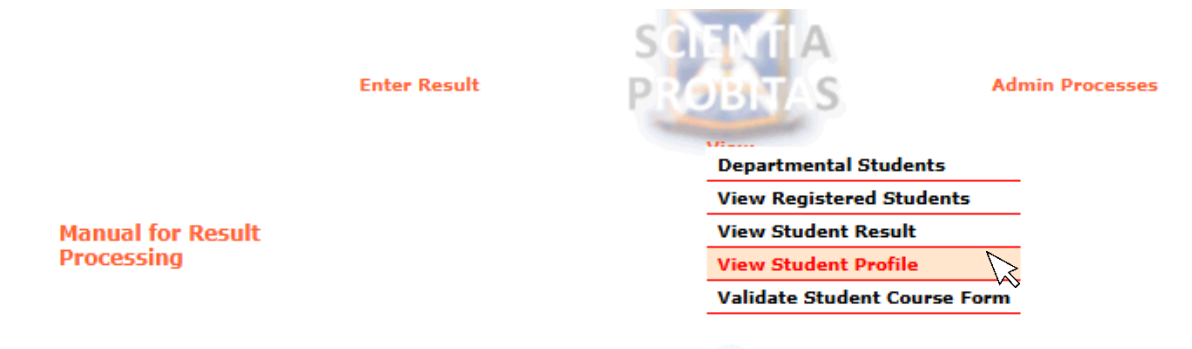 SCIENTIA
PROBITAS
Enter Result
Admin Processes
View
Departmental Students
View Registered Students
View Student Result
Manual for Result
Processing
View Student Profile
Validate Student Course Form